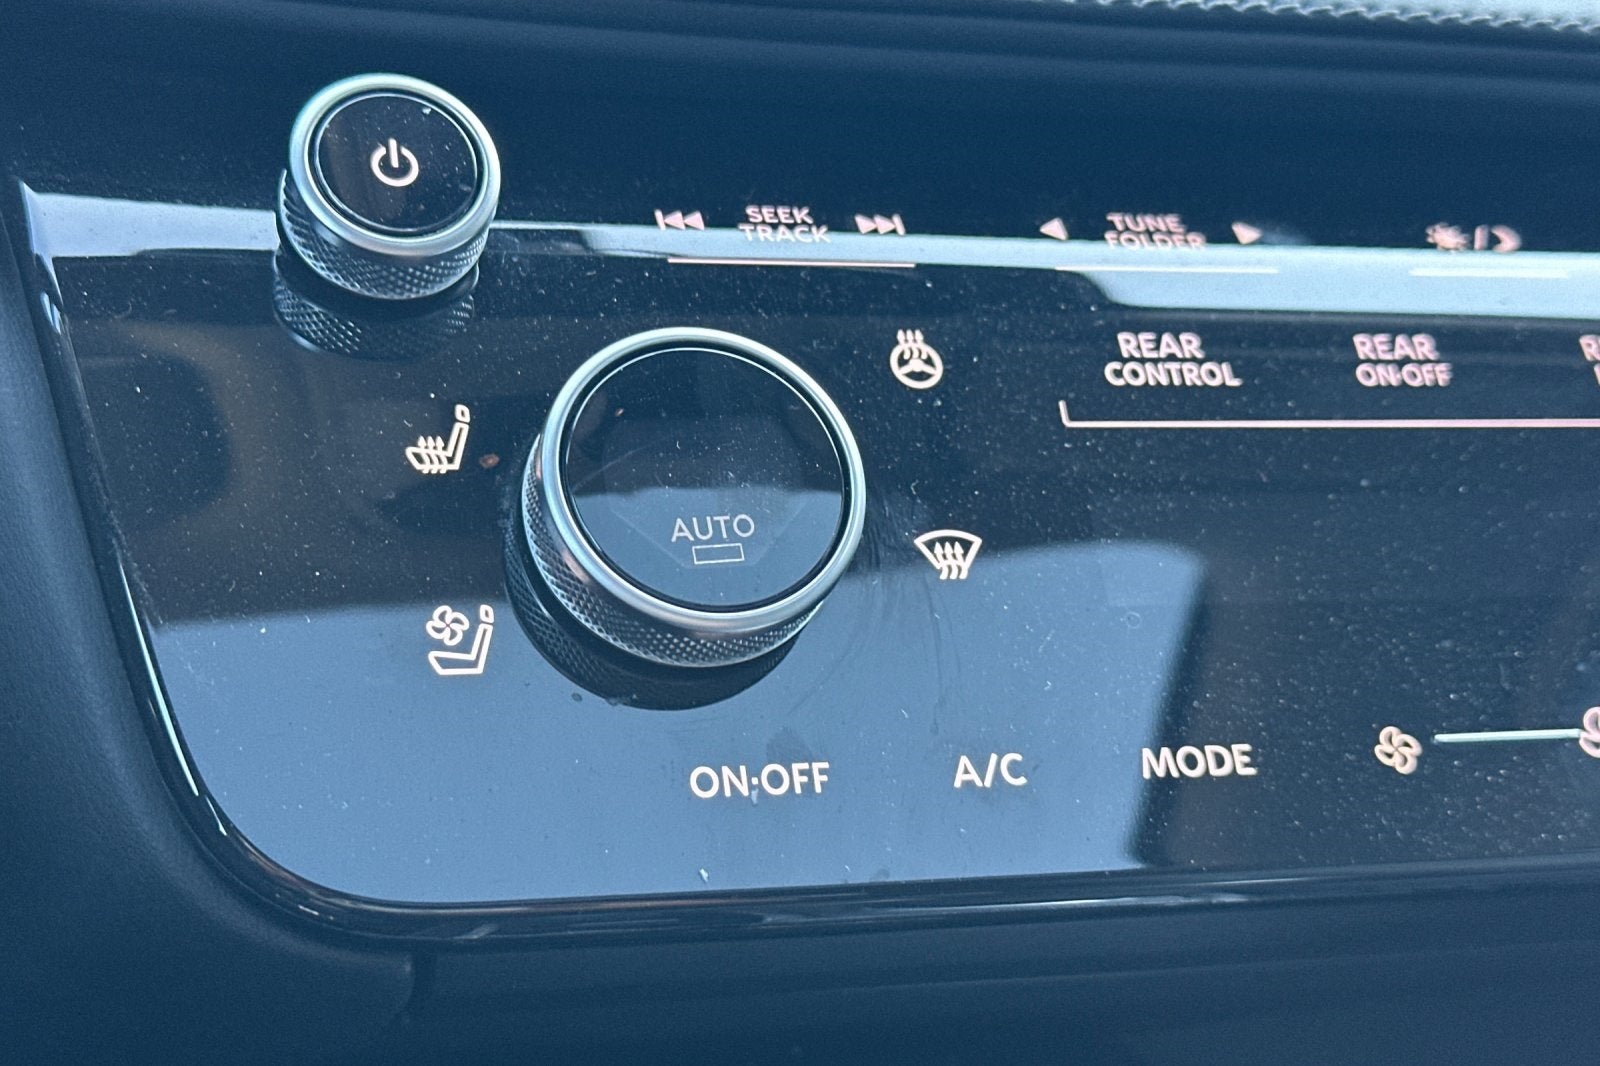 SEEK
TRACK
TUNE
FOLDER
REAR
CONTROL
REAR
ON·OFF
AUTO
ON·OFF
A/C
MODE